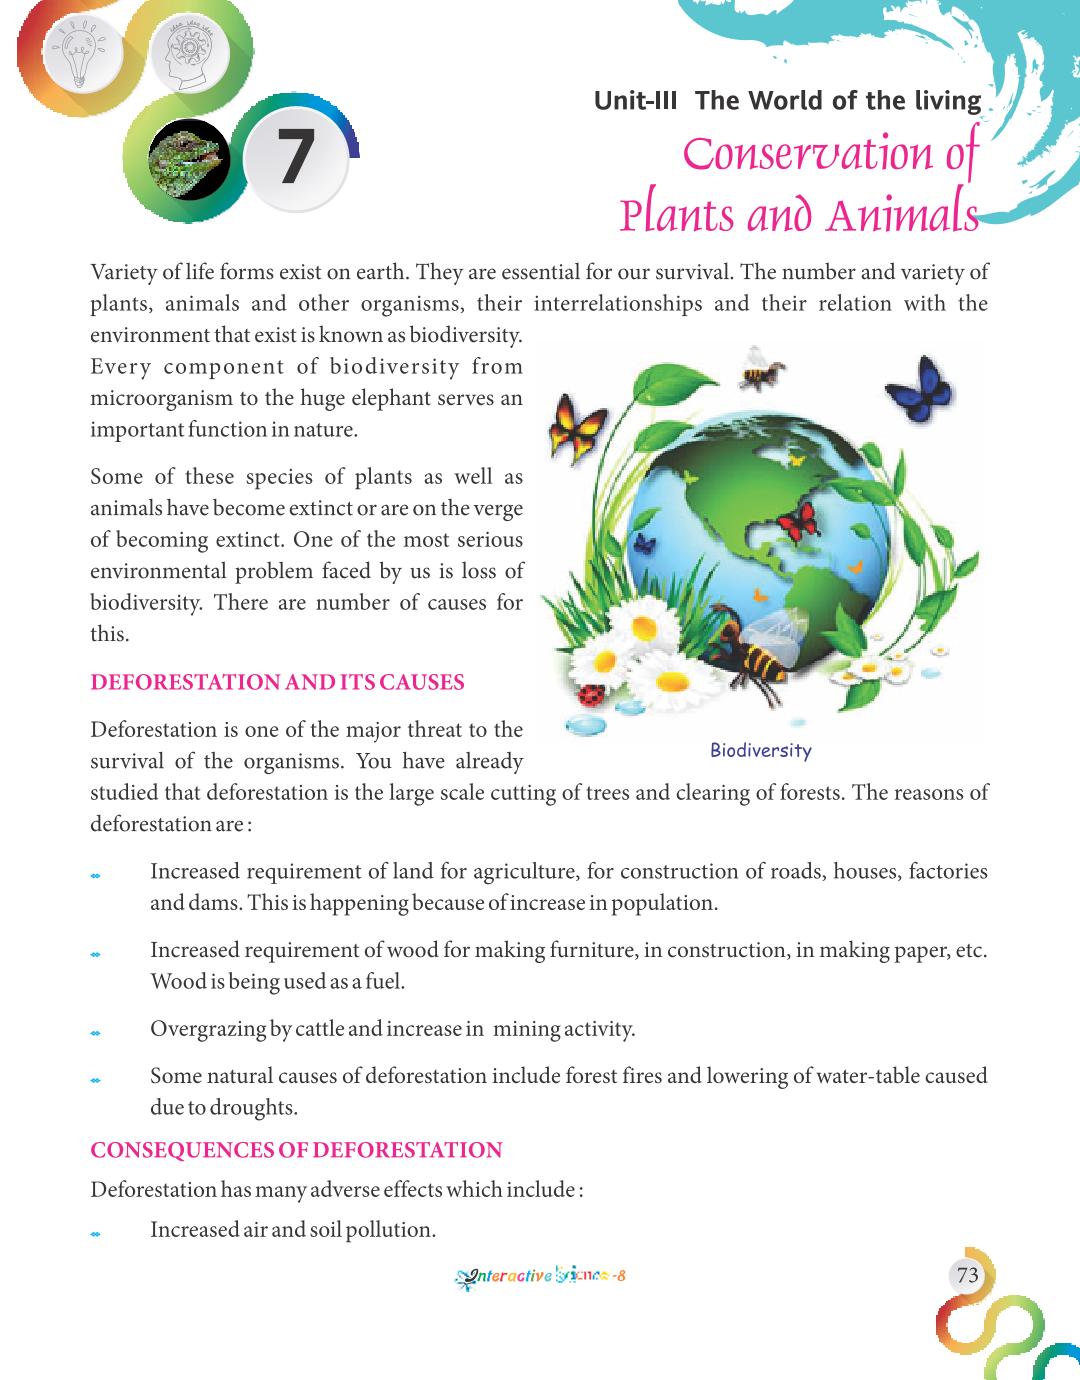 idea idea idea
7
Unit-III The World of the living
Conservation of
Plants and Animals
Variety of life forms exist on earth. They are essential for our survival. The number and variety of
plants, animals and other organisms, their interrelationships and their relation with the
environment that exist is known as biodiversity.
Every component of biodiversity from
microorganism to the huge elephant serves an
important function in nature.
Some of these species of plants as well as
animals have become extinct or are on the verge
of becoming extinct. One of the most serious
environmental problem faced by us is loss of
biodiversity. There are number of causes for
this.
DEFORESTATION AND ITS CAUSES
Deforestation is one of the major threat to the
survival of the organisms. You have already
Biodiversity
studied that deforestation is the large scale cutting of trees and clearing of forests. The reasons of
deforestation are :
Increased requirement of land for agriculture, for construction of roads, houses, factories
and dams. This is happening because of increase in population.
Increased requirement of wood for making furniture, in construction, in making paper, etc.
Wood is being used as a fuel.
Overgrazing by cattle and increase in mining activity.
Some natural causes of deforestation include forest fires and lowering of water-table caused
due to droughts.
CONSEQUENCES OF DEFORESTATION
Deforestation has many adverse effects which include :
Increased air and soil pollution.
Interactive Science-8
73